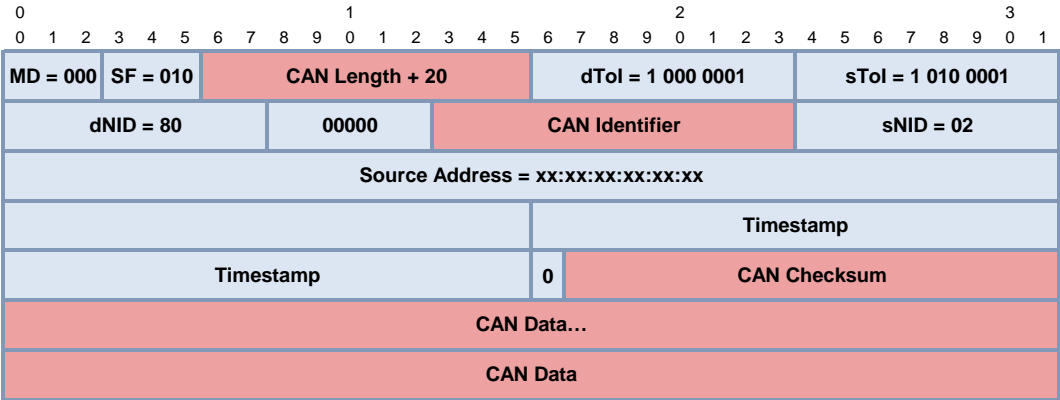 0 1 2 3
0 1 2 3 4 5 6 7 8 9 0 1 2 3 4 5 6 7 8 9 0 1 2 3 4 5 6 7 8 9 0 1
MD = 000 SF = 010 CAN Length + 20 dToI = 1 000 0001 sToI = 1 010 0001
dNID = 80 00000 CAN Identifier sNID = 02
Source Address = xx:xx:xx:xx:xx:xx
Timestamp
Timestamp 0 CAN Checksum
CAN Data…
CAN Data